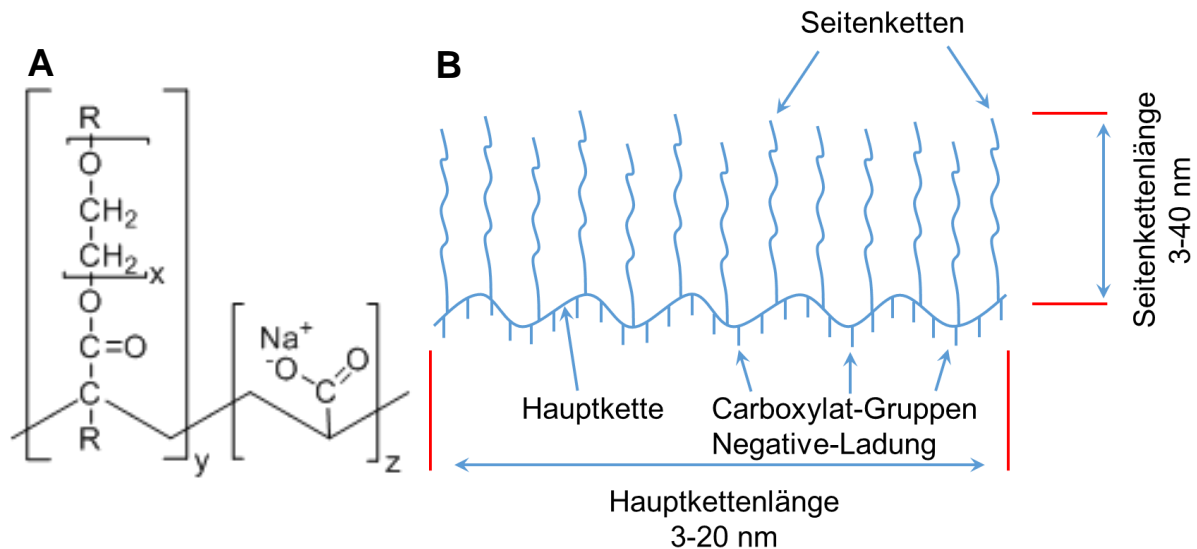 A
R
O
CH2
CH2
x
O
C=O
C
R
y
Na+
-O
O
C
z
B
Seitenketten
Seitenkettenlänge
3-40 nm
Hauptkette
Carboxylat-Gruppen
Negative-Ladung
Hauptkettenlänge
3-20 nm